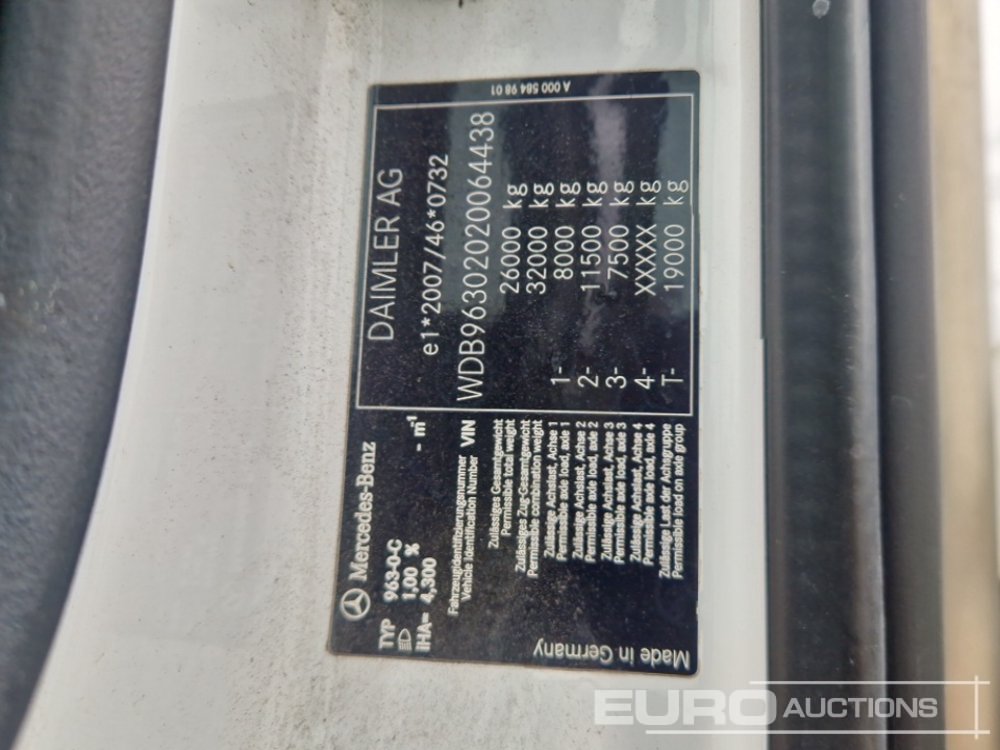 Mercedes-Benz
TYP 963-0-C
1,00 %
iHA= 4,300 - m¹
DAIMLER AG
e1*2007/46*0732
Fahrzeugidentifizierungsnummer
Vehicle Identification Number VIN
WDB96302020064438
Zulässiges Gesamtgewicht
Permissible total weight 26000 kg
Zulässiges Zug-Gesamtgewicht
Permissible combination weight 32000 kg
Zulässige Achslast, Achse 1
Permissible axle load, axle 1 1- 8000 kg
Zulässige Achslast, Achse 2
Permissible axle load, axle 2 2- 11500 kg
Zulässige Achslast, Achse 3
Permissible axle load, axle 3 3- 7500 kg
Zulässige Achslast, Achse 4
Permissible axle load, axle 4 4- XXXXX kg
Zulässige Last der Achsgruppe
Permissible load on axle group T- 19000 kg
Made in Germany
A 000 584 98 01
EURO AUCTIONS